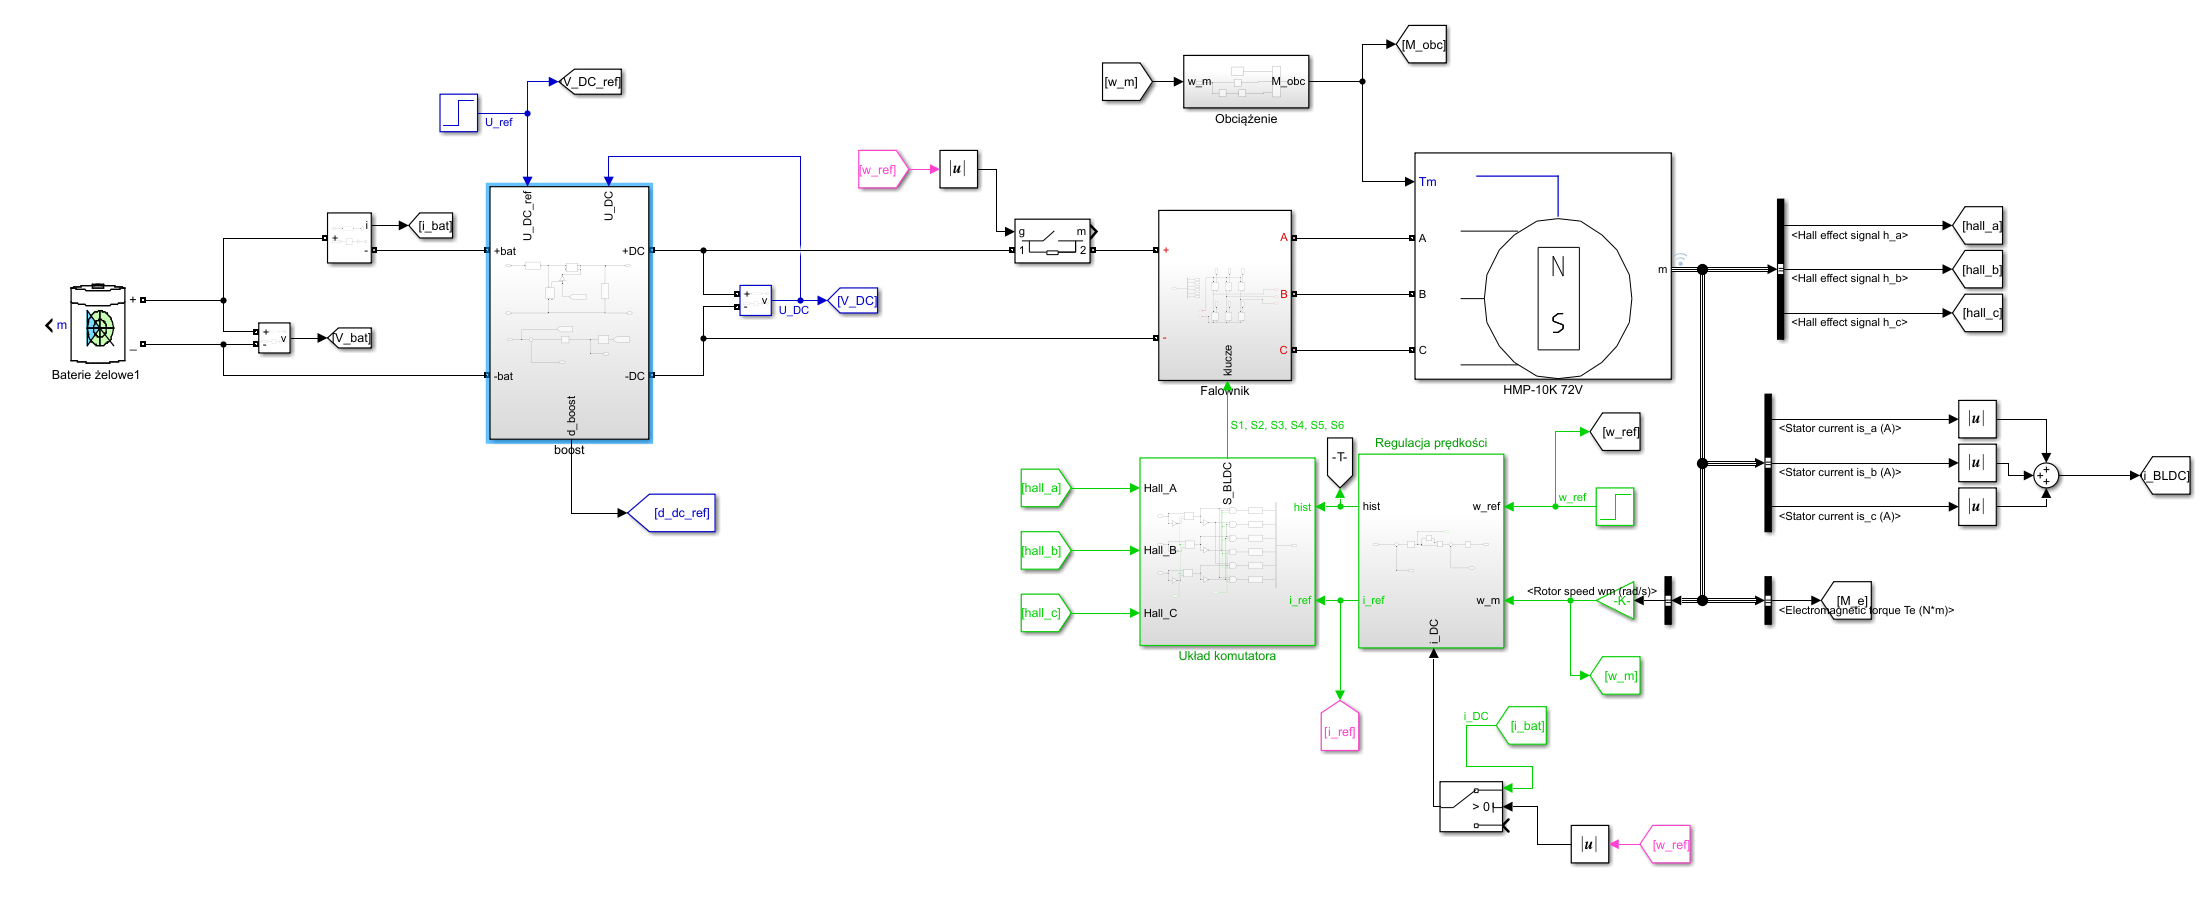 [M_obc]
[w_m]
w_m
M_obc
Obciążenie
[V_DC_ref]
U_ref
[w_ref]
|u|
U_DC_ref
U_DC
+bat
+DC
-bat
-DC
d_boost
boost
[d_dc_ref]
i
+
-
[i_bat]
m
+
_
+
-
v
[V_bat]
Baterie żelowe1
+
-
v
U_DC
[V_DC]
g
m
1
2
+
-
A
B
C
klucze
Falownik
Tm
A
B
C
N
S
m
HMP-10K 72V
<Hall effect signal h_a>
[hall_a]
<Hall effect signal h_b>
[hall_b]
<Hall effect signal h_c>
[hall_c]
<Stator current is_a (A)>
|u|
<Stator current is_b (A)>
|u|
<Stator current is_c (A)>
|u|
+
+
+
[i_BLDC]
S1, S2, S3, S4, S5, S6
-T-
Regulacja prędkości
[w_ref]
w_ref
[hall_a]
[hall_b]
[hall_c]
Hall_A
Hall_B
Hall_C
S_BLDC
hist
i_ref
Układ komutatora
hist
i_ref
w_ref
w_m
i_DC
<Rotor speed wm (rad/s)>
-K-
<Electromagnetic torque Te (N*m)>
[M_e]
[w_m]
[i_ref]
i_DC
[i_bat]
> 0
|u|
[w_ref]